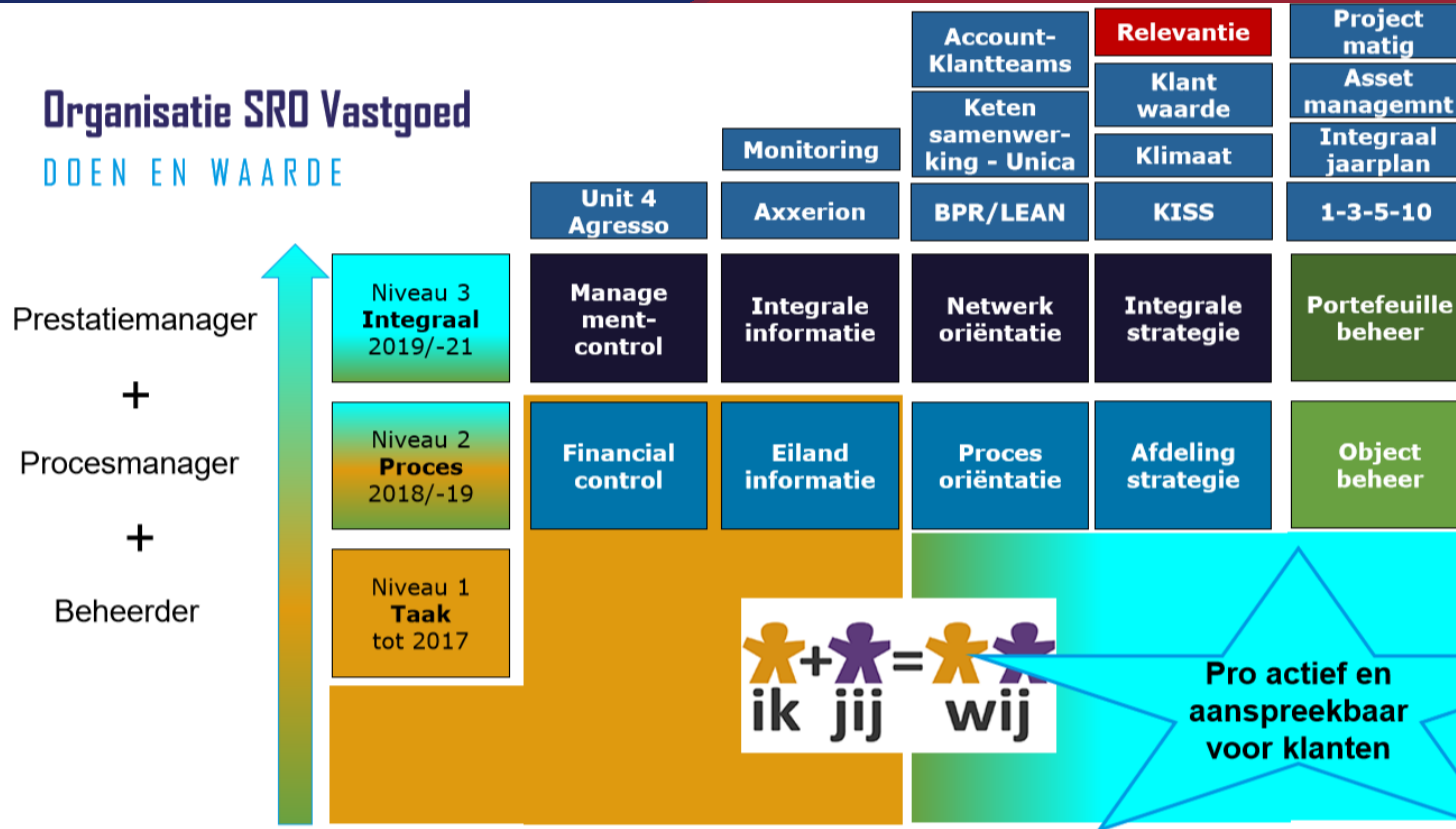 Organisatie SRO Vastgoed
DOEN EN WAARDE
Account-
Klantteams
Relevantie
Project
matig
Klant
waarde
Asset
managemnt
Keten
samenwer-
king - Unica
Monitoring
Klimaat
Integraal
jaarplan
Unit 4
Agresso
Axxerion
BPR/LEAN
KISS
1-3-5-10
Prestatiemanager
+
Procesmanager
+
Beheerder
Niveau 3
Integraal
2019/-21
Manage
ment-
control
Integrale
informatie
Netwerk
oriëntatie
Integrale
strategie
Portefeuille
beheer
Niveau 2
Proces
2018/-19
Financial
control
Eiland
informatie
Proces
oriëntatie
Afdeling
strategie
Object
beheer
Niveau 1
Taak
tot 2017
+ =
ik jij wij
Pro actief en
aanspreekbaar
voor klanten